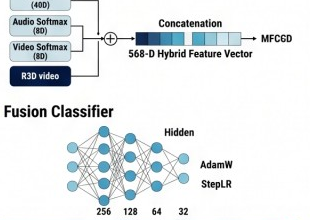 (40D)
Audio Softmax
(8D)
Video Softmax
(8D)
R3D video
Concatenation
MFCGD
568-D Hybrid Feature Vector
Fusion Classifier
Hidden
AdamW
StepLR
256 128 64 32